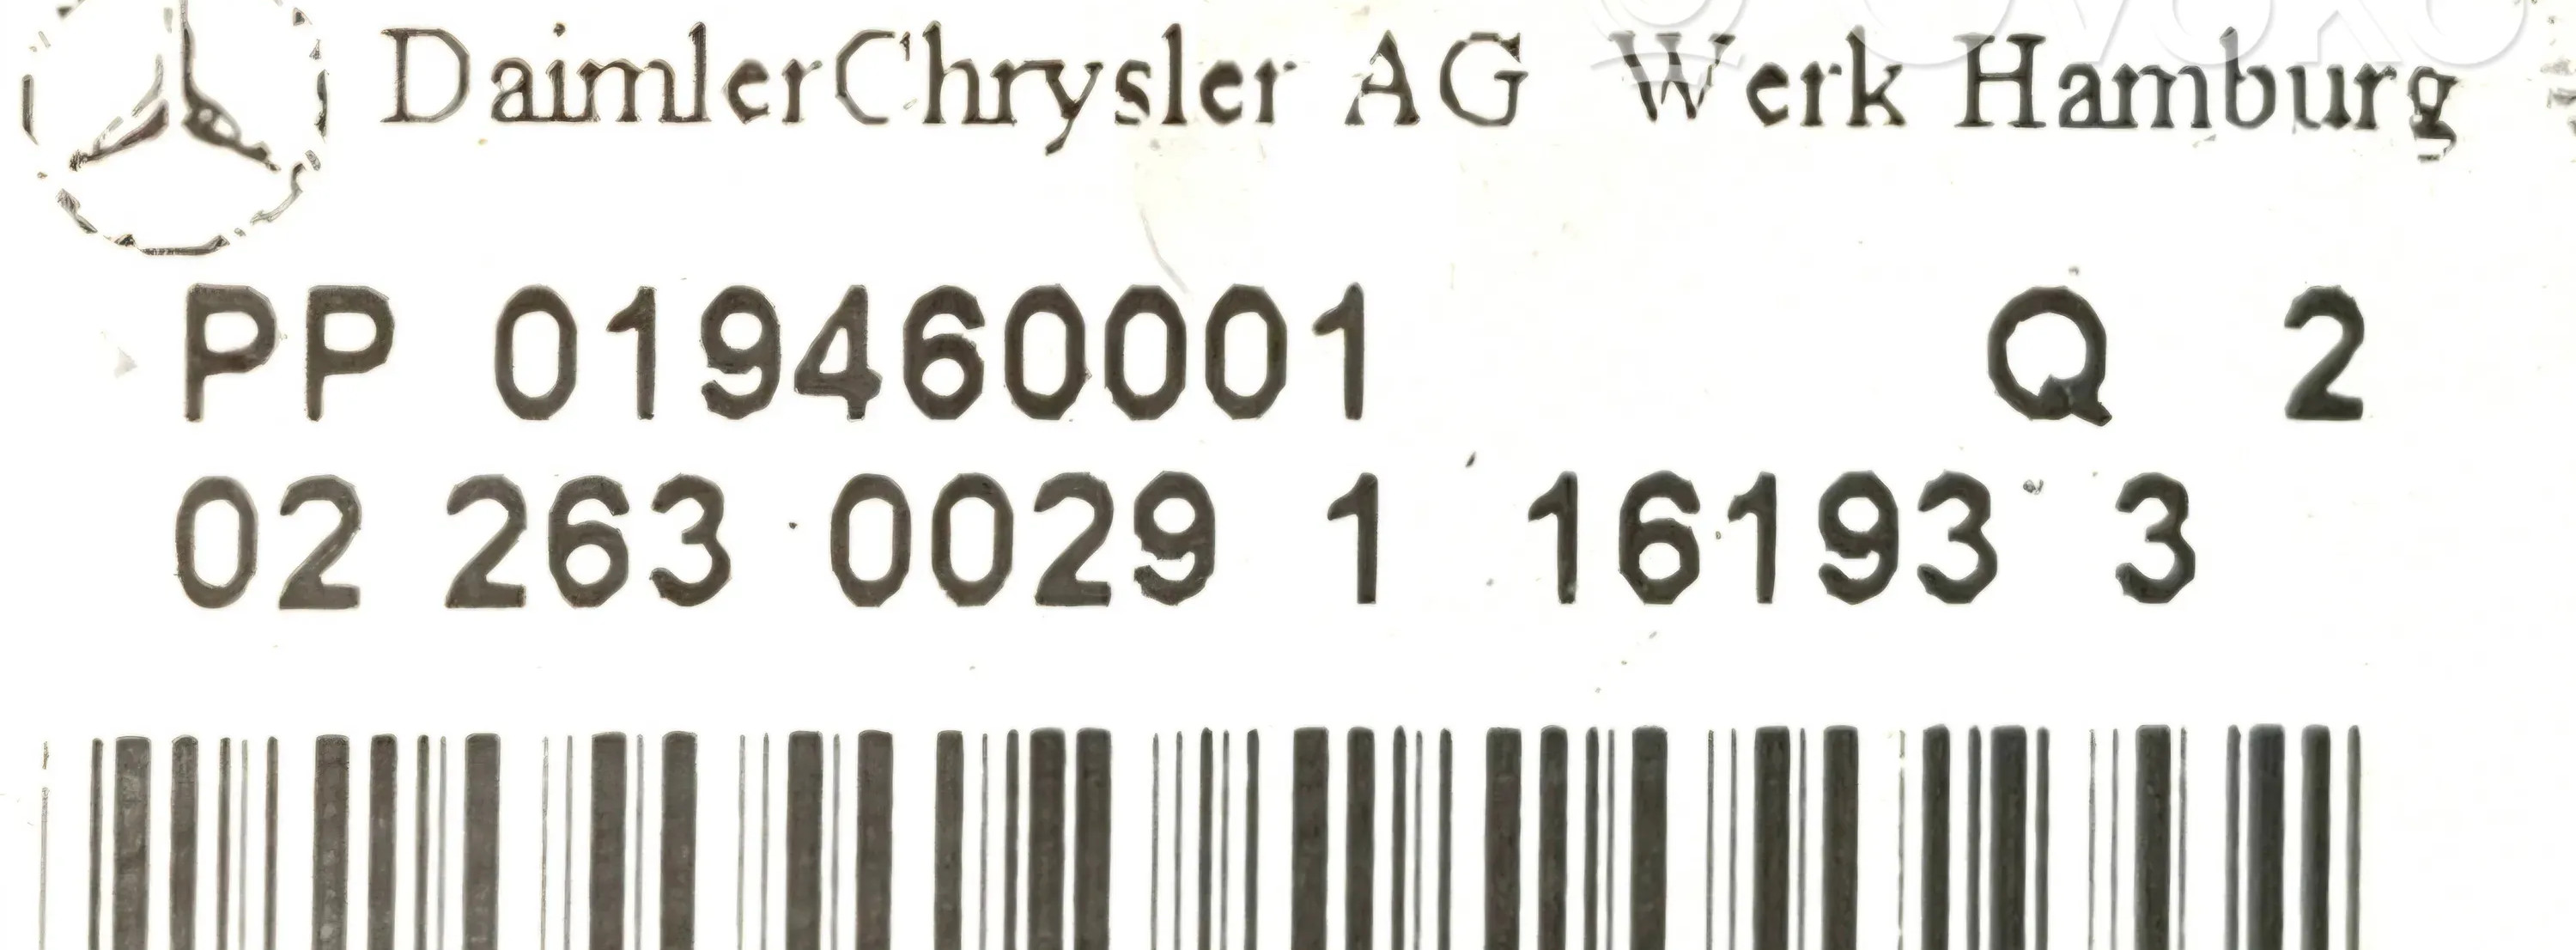 DaimlerChrysler AG Werk Hamburg
PP 019460001 Q 2
02 263 0029 1 16193 3